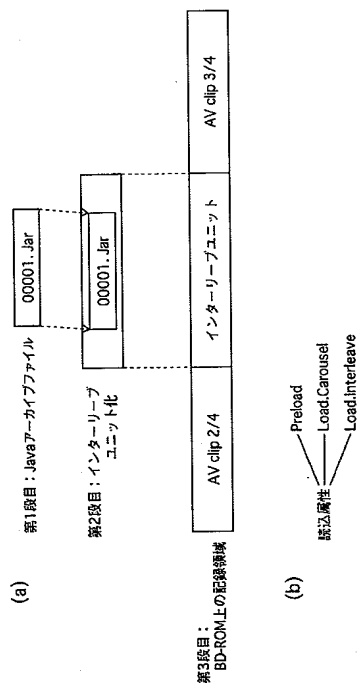 (a)
第1段目：Javaアーカイブファイル
00001.Jar
第2段目：インターリーブ
ユニット化
00001.Jar
第3段目：
BD-ROM上の記録領域
AV clip 2/4
インターリーブユニット
AV clip 3/4
(b)
読込属性
Preload
Load.Carousel
Load.Interleave